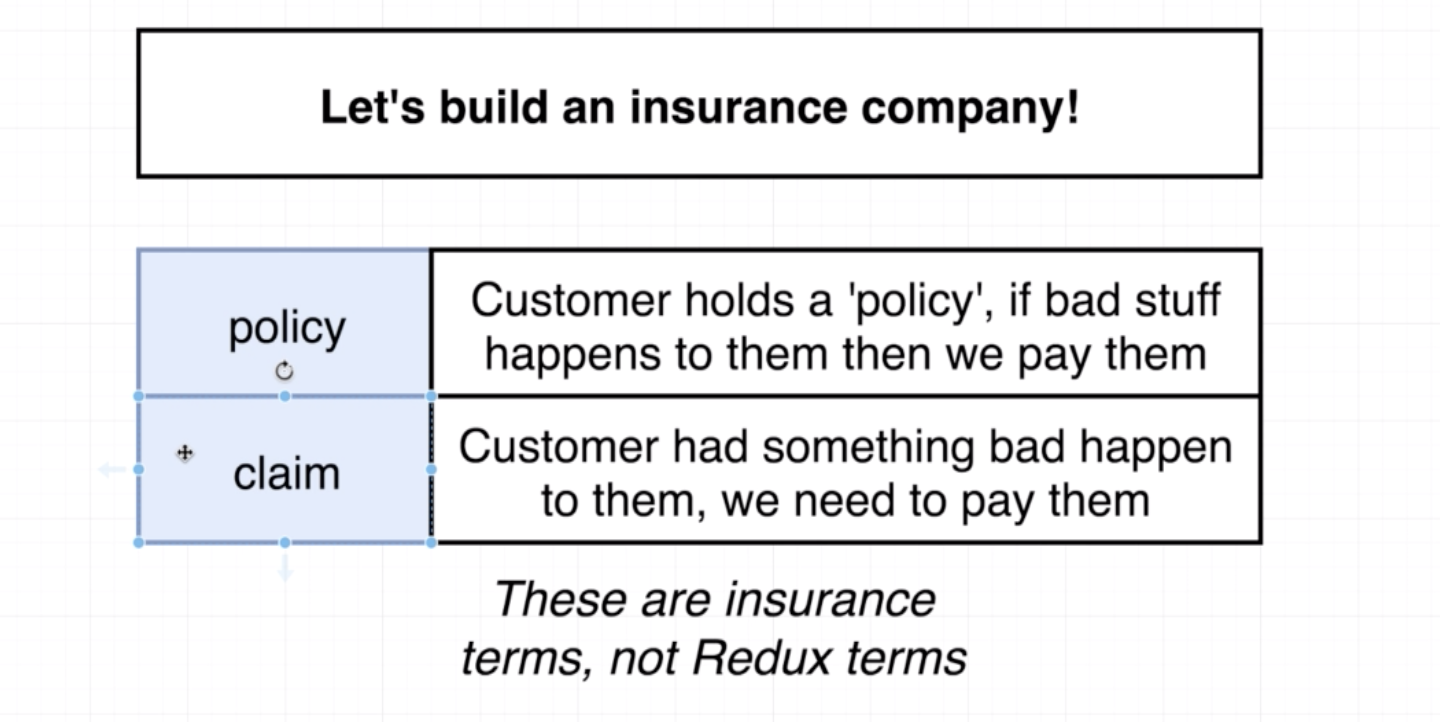 Let's build an insurance company!
policy
Customer holds a 'policy', if bad stuff
happens to them then we pay them
claim
Customer had something bad happen
to them, we need to pay them
These are insurance
terms, not Redux terms